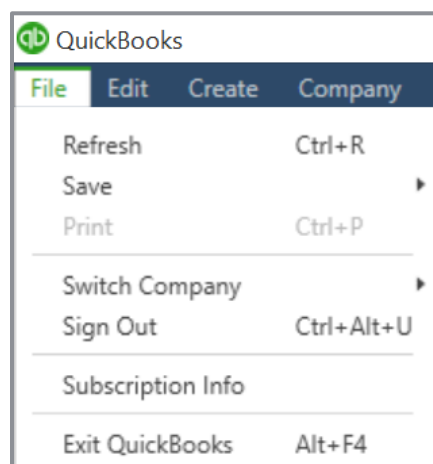 qb QuickBooks
File Edit Create Company
Refresh Ctrl+R
Save
Print Ctrl+P
Switch Company
Sign Out Ctrl+Alt+U
Subscription Info
Exit QuickBooks Alt+F4